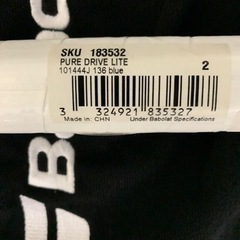 SKU 183532
PURE DRIVE LITE
101444J 136 blue 2
3 324921 835327
Made in: CHN Under Babolat Specifications